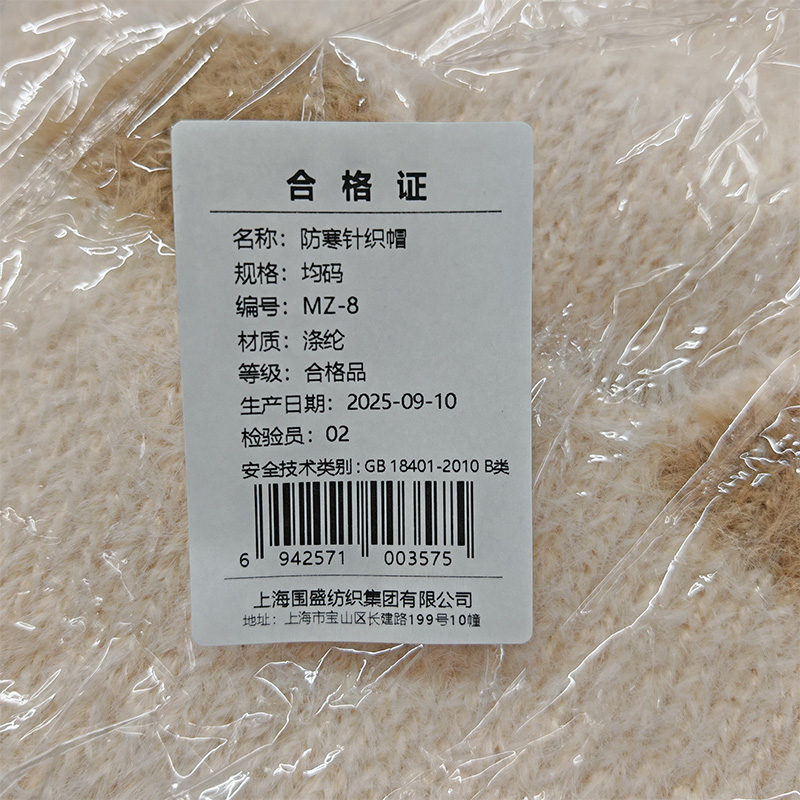 合格证
名称：防寒针织帽
规格：均码
编号：MZ-8
材质：涤纶
等级：合格品
生产日期：2025-09-10
检验员：02
安全技术类别：GB 18401-2010 B类
6 942571 003575
上海围盛纺织集团有限公司
地址：上海市宝山区长建路199号10幢